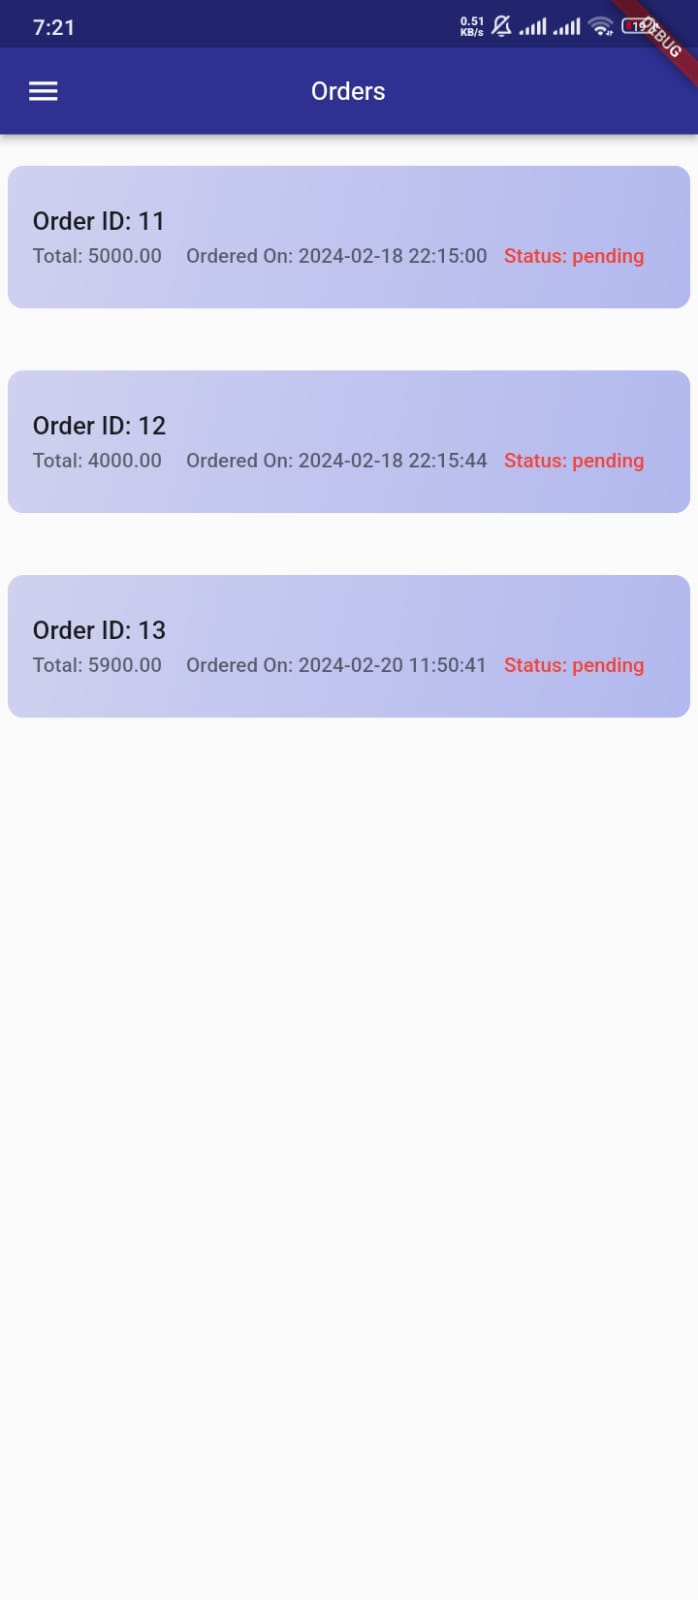 7:21
0.51
KB/s
19
DEBUG
Orders
Order ID: 11
Total: 5000.00 Ordered On: 2024-02-18 22:15:00 Status: pending
Order ID: 12
Total: 4000.00 Ordered On: 2024-02-18 22:15:44 Status: pending
Order ID: 13
Total: 5900.00 Ordered On: 2024-02-20 11:50:41 Status: pending